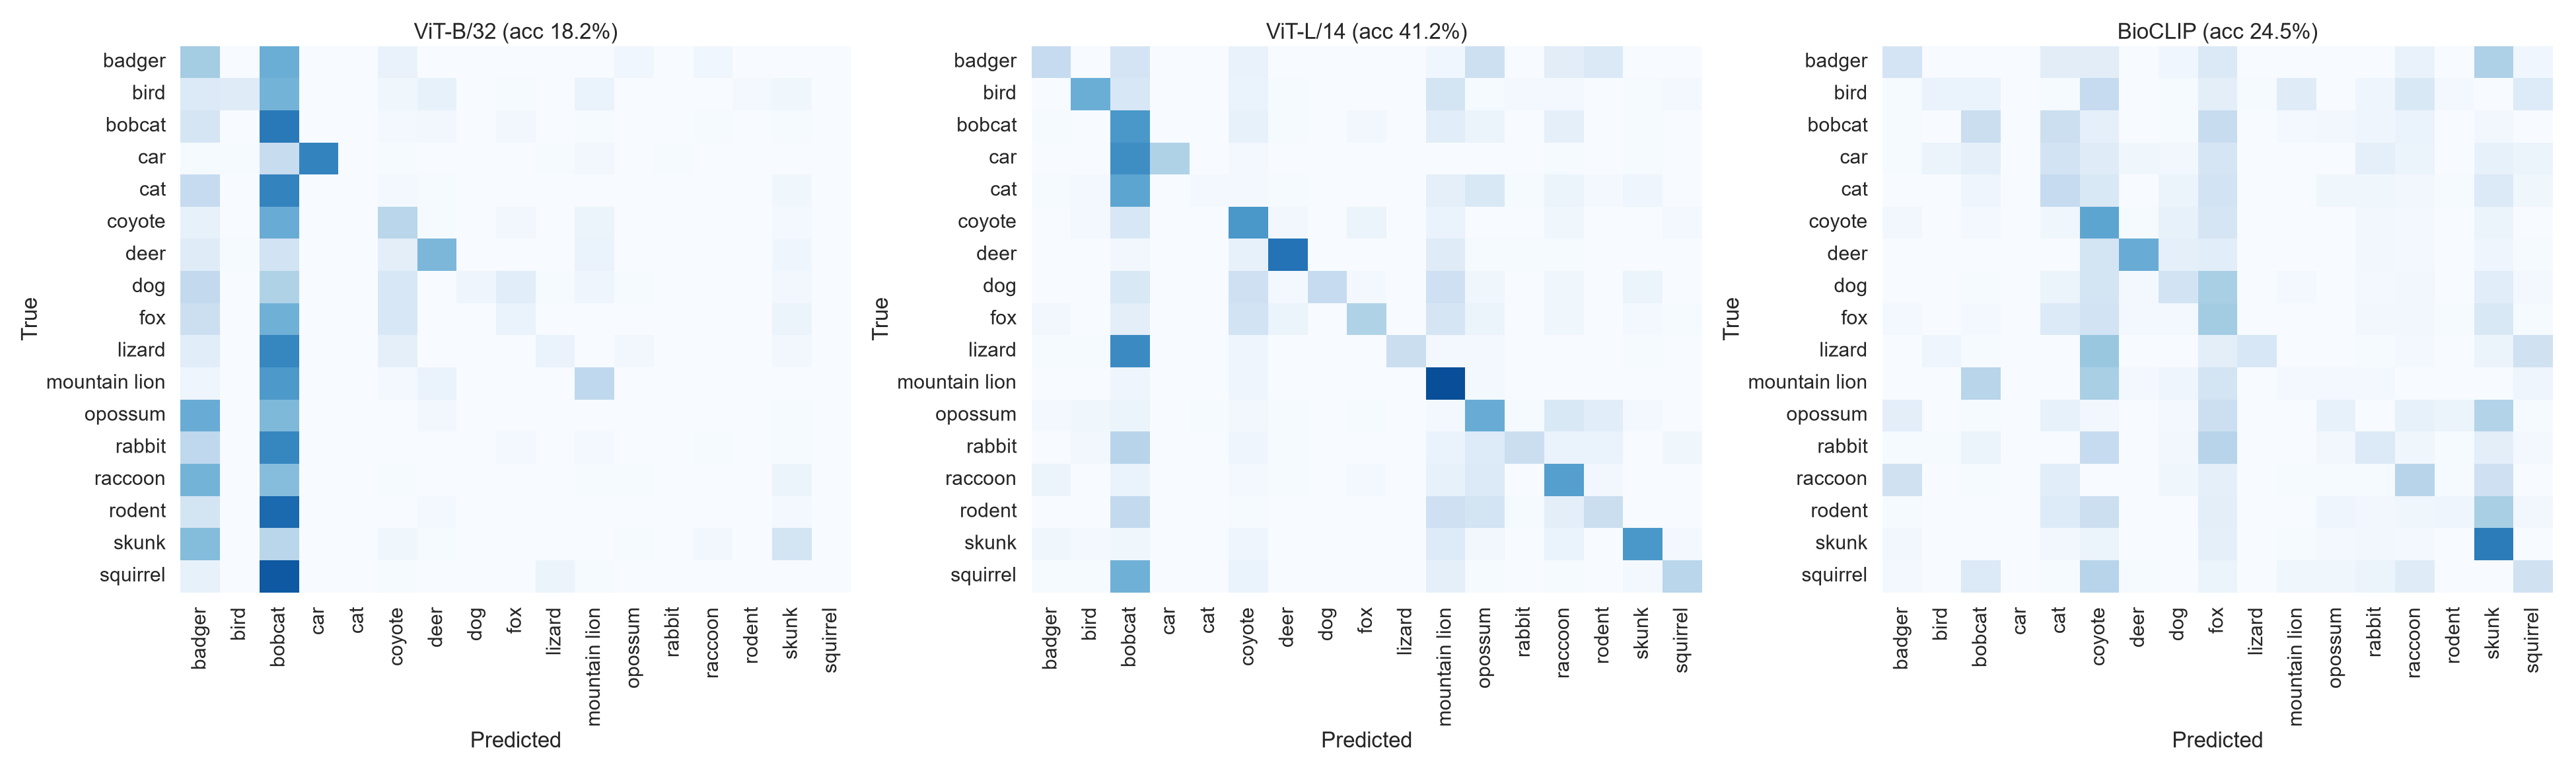 ViT-B/32 (acc 18.2%)
True
badger
bird
bobcat
car
cat
coyote
deer
dog
fox
lizard
mountain lion
opossum
rabbit
raccoon
rodent
skunk
squirrel
badger
bird
bobcat
car
cat
coyote
deer
dog
fox
lizard
mountain lion
opossum
rabbit
raccoon
rodent
skunk
squirrel
Predicted
ViT-L/14 (acc 41.2%)
True
badger
bird
bobcat
car
cat
coyote
deer
dog
fox
lizard
mountain lion
opossum
rabbit
raccoon
rodent
skunk
squirrel
badger
bird
bobcat
car
cat
coyote
deer
dog
fox
lizard
mountain lion
opossum
rabbit
raccoon
rodent
skunk
squirrel
Predicted
BioCLIP (acc 24.5%)
True
badger
bird
bobcat
car
cat
coyote
deer
dog
fox
lizard
mountain lion
opossum
rabbit
raccoon
rodent
skunk
squirrel
badger
bird
bobcat
car
cat
coyote
deer
dog
fox
lizard
mountain lion
opossum
rabbit
raccoon
rodent
skunk
squirrel
Predicted